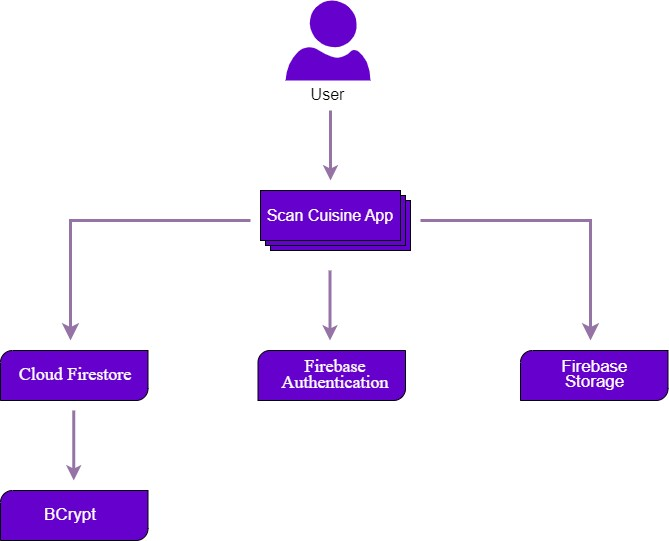 User
Scan Cuisine App
Cloud Firestore
Firebase
Authentication
Firebase
Storage
BCrypt